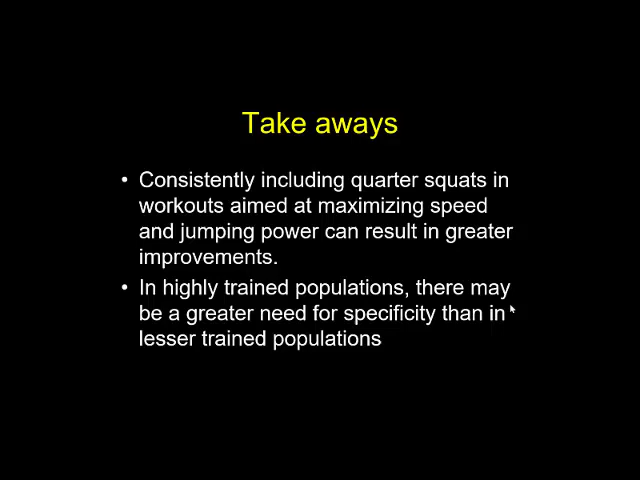 Take aways
• Consistently including quarter squats in
workouts aimed at maximizing speed
and jumping power can result in greater
improvements.
• In highly trained populations, there may
be a greater need for specificity than in
lesser trained populations